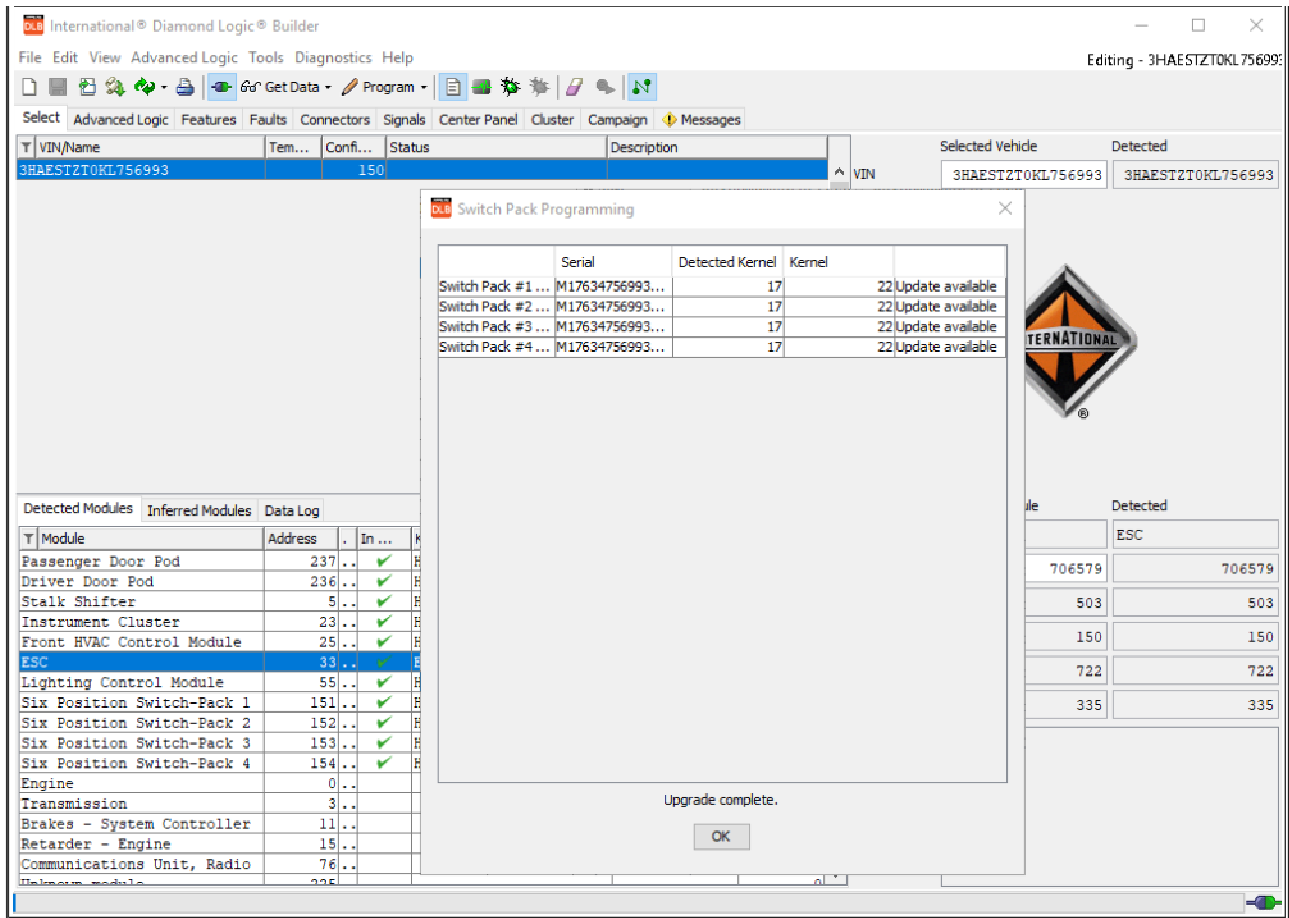 International® Diamond Logic® Builder
File Edit View Advanced Logic Tools Diagnostics Help
Editing - 3HAESTZT0KL756993
Get Data Program
Select Advanced Logic Features Faults Connectors Signals Center Panel Cluster Campaign Messages
VIN/Name Tem... Confi... Status Description
3HAESTZT0KL756993 150
Selected Vehicle Detected
VIN 3HAESTZT0KL756993 3HAESTZT0KL756993
DLB Switch Pack Programming
Serial Detected Kernel Kernel
Switch Pack #1 ... M17634756993... 17 22 Update available
Switch Pack #2 ... M17634756993... 17 22 Update available
Switch Pack #3 ... M17634756993... 17 22 Update available
Switch Pack #4 ... M17634756993... 17 22 Update available
TERNATIONAL
®
Upgrade complete.
OK
Detected Modules Inferred Modules Data Log
Module Address . In ...
Passenger Door Pod 237 ..
Driver Door Pod 236 ..
Stalk Shifter 5 ..
Instrument Cluster 23 ..
Front HVAC Control Module 25 ..
ESC 33 ..
Lighting Control Module 55 ..
Six Position Switch-Pack 1 151 ..
Six Position Switch-Pack 2 152 ..
Six Position Switch-Pack 3 153 ..
Six Position Switch-Pack 4 154 ..
Engine 0 ..
Transmission 3 ..
Brakes - System Controller 11 ..
Retarder - Engine 15 ..
Communications Unit, Radio 76 ..
Detected
ESC
706579 706579
503 503
150 150
722 722
335 335